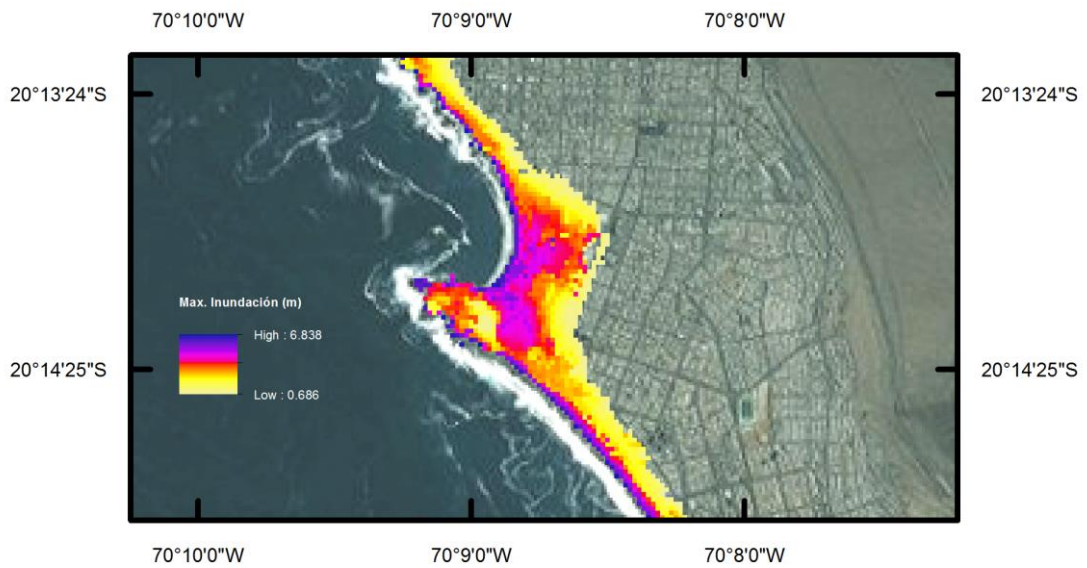 70°10'0"W 70°9'0"W 70°8'0"W
20°13'24"S 20°13'24"S
Max. Inundación (m)
High : 6.838
Low : 0.686
20°14'25"S 20°14'25"S
70°10'0"W 70°9'0"W 70°8'0"W